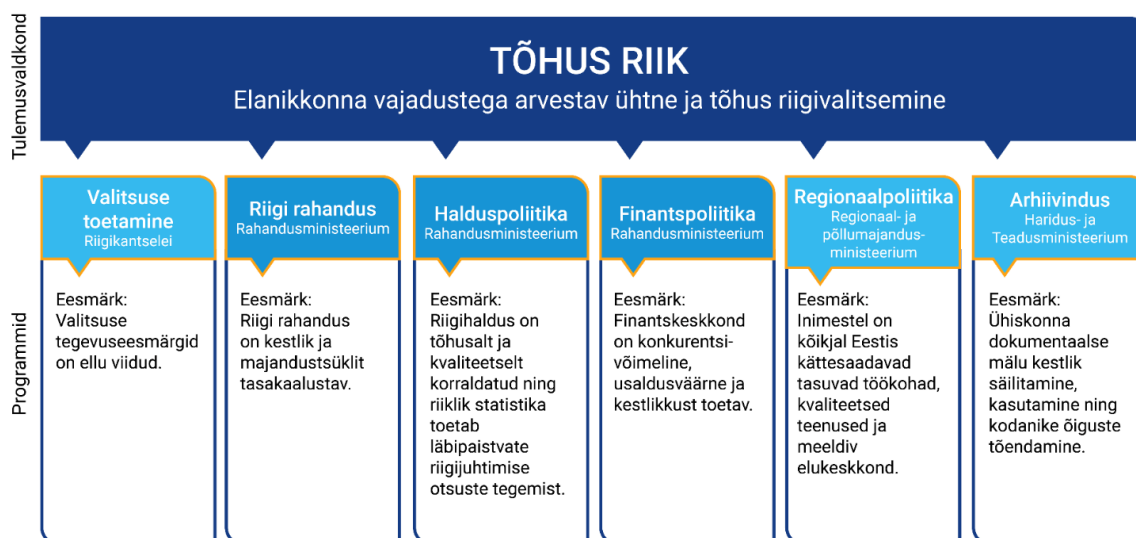 Tulemusvaldkond
TÕHUS RIIK
Elanikkonna vajadustega arvestav ühtne ja tõhus riigivalitsemine
Programmid
Valitsuse
toetamine
Riigikantselei
Eesmärk:
Valitsuse
tegevuseesmärgid
on ellu viidud.
Riigi rahandus
Rahandusministeerium
Eesmärk:
Riigi rahandus
on kestlik ja
majandustsüklit
tasakaalustav.
Halduspoliitika
Rahandusministeerium
Eesmärk:
Riigihaldus on
tõhusalt ja
kvaliteetselt
korraldatud ning
riiklik statistika
toetab
läbipaistvate
riigijuhtimise
otsuste tegemist.
Finantspoliitika
Rahandusministeerium
Eesmärk:
Finantskeskkond
on konkurentsi-
võimeline,
usaldusväärne ja
kestlikkust toetav.
Regionaalpoliitika
Regionaal- ja
põllumajandus-
ministeerium
Eesmärk:
Inimestel on
kõikjal Eestis
kättesaadavad
tasuvad töökohad,
kvaliteetsed
teenused ja
meeldiv
elukeskkond.
Arhiivindus
Haridus- ja
Teadusministeerium
Eesmärk:
Ühiskonna
dokumentaalse
mälu kestlik
säilitamine,
kasutamine ning
kodanike õiguste
tõendamine.